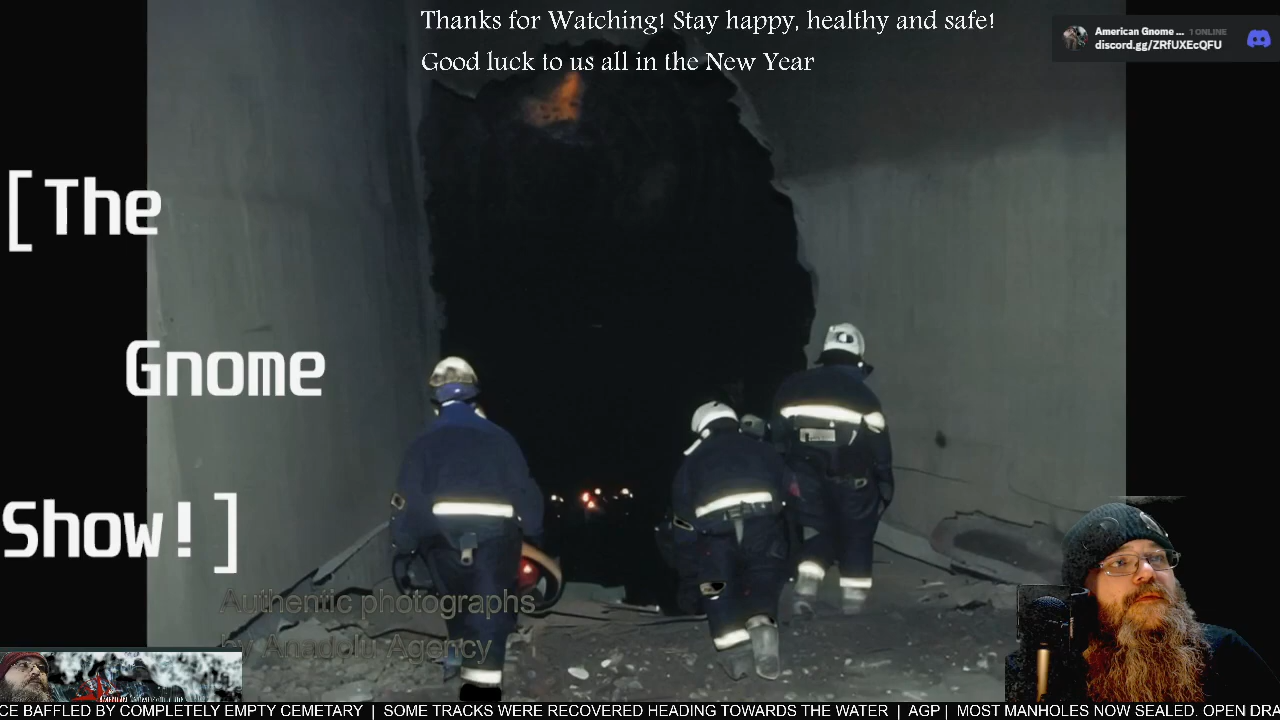 Thanks for Watching! Stay happy, healthy and safe!
Good luck to us all in the New Year
American Gnome ... 1 ONLINE
discord.gg/ZRfUXEcQFU
[The
Gnome
Show!]
Authentic photographs
by Anadolu Agency
CE BAFFLED BY COMPLETELY EMPTY CEMETARY | SOME TRACKS WERE RECOVERED HEADING TOWARDS THE WATER | AGP | MOST MANHOLES NOW SEALED. OPEN DRA